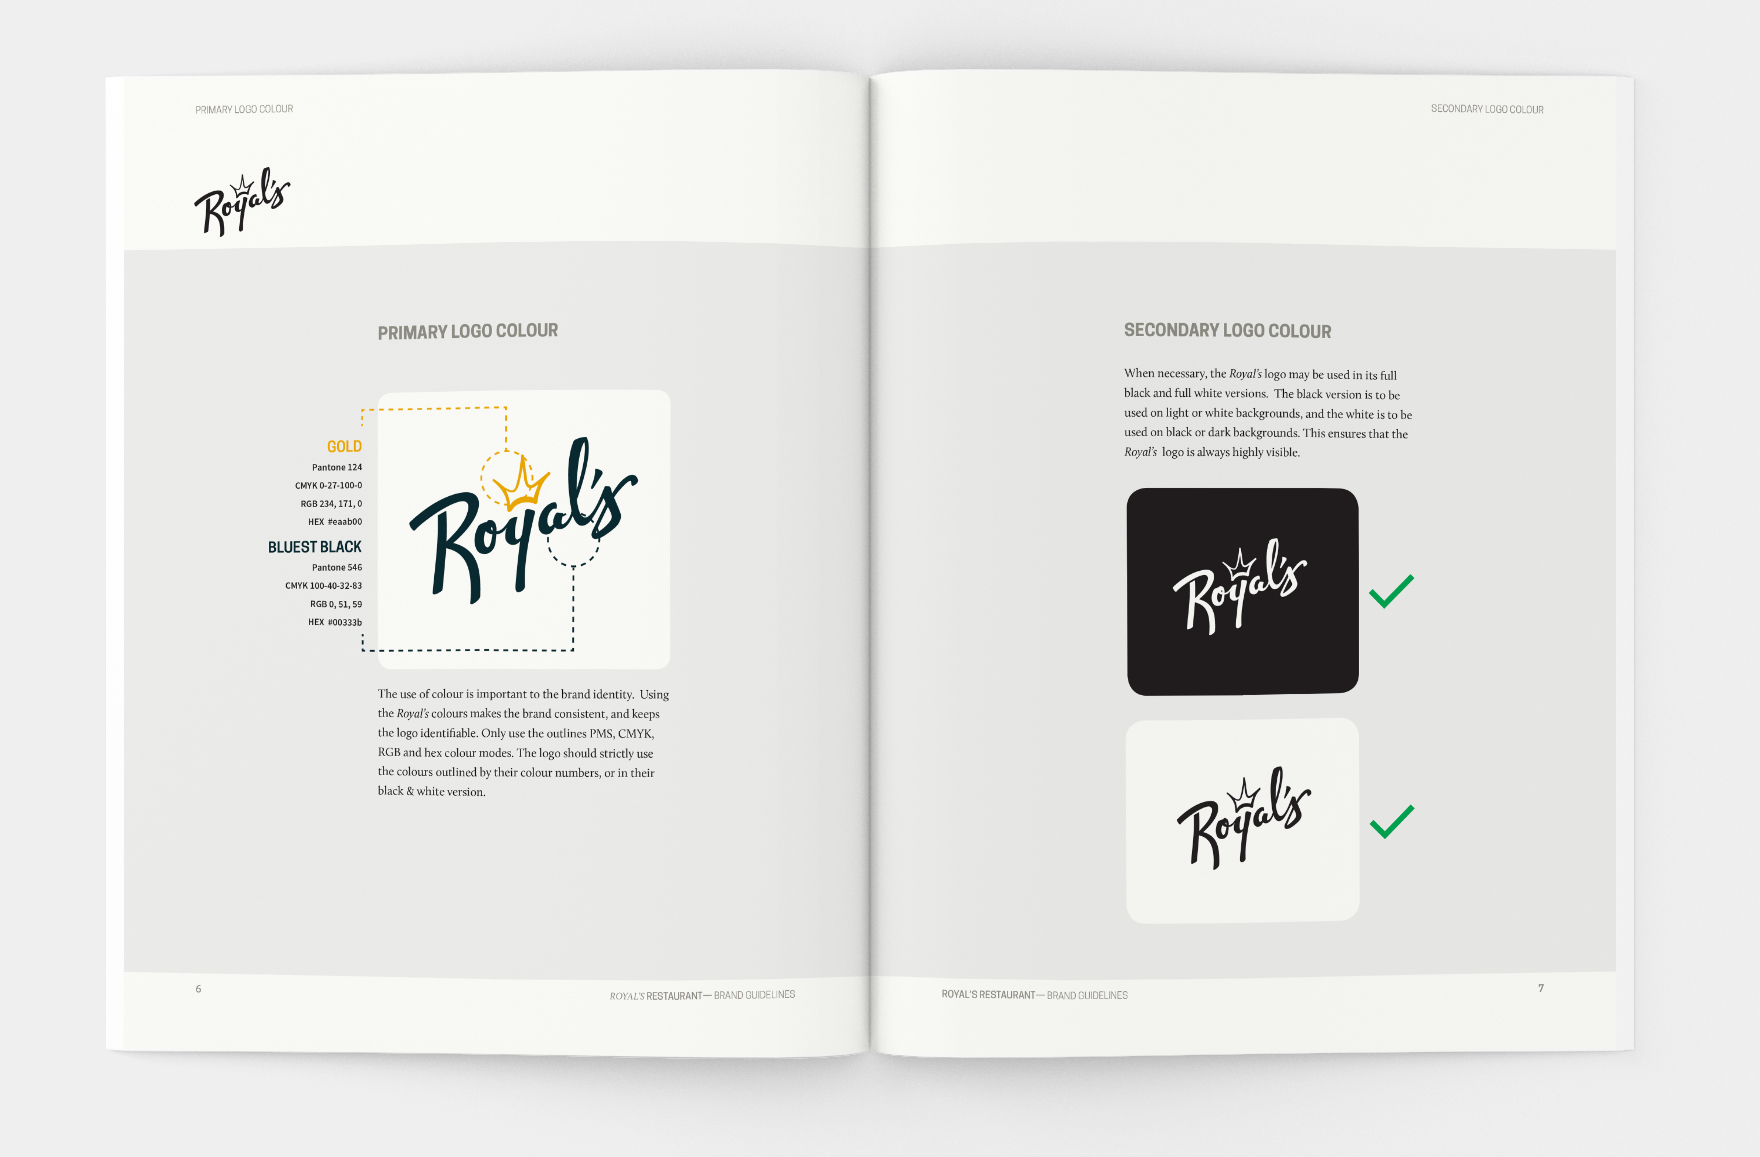 PRIMARY LOGO COLOUR
Royal's
PRIMARY LOGO COLOUR
GOLD
Pantone 124
CMYK 0-27-100-0
RGB 234, 171, 0
HEX #eaab00
BLUEST BLACK
Pantone 546
CMYK 100-40-32-83
RGB 0, 51, 59
HEX #00333b
Royal's
The use of colour is important to the brand identity. Using
the Royal's colours makes the brand consistent, and keeps
the logo identifiable. Only use the outlines PMS, CMYK,
RGB and hex colour modes. The logo should strictly use
the colours outlined by their colour numbers, or in their
black & white version.
6
ROYAL'S RESTAURANT— BRAND GUIDELINES
SECONDARY LOGO COLOUR
SECONDARY LOGO COLOUR
When necessary, the Royal's logo may be used in its full
black and full white versions. The black version is to be
used on light or white backgrounds, and the white is to be
used on black or dark backgrounds. This ensures that the
Royal's logo is always highly visible.
Royal's
Royal's
ROYAL'S RESTAURANT— BRAND GUIDELINES
7